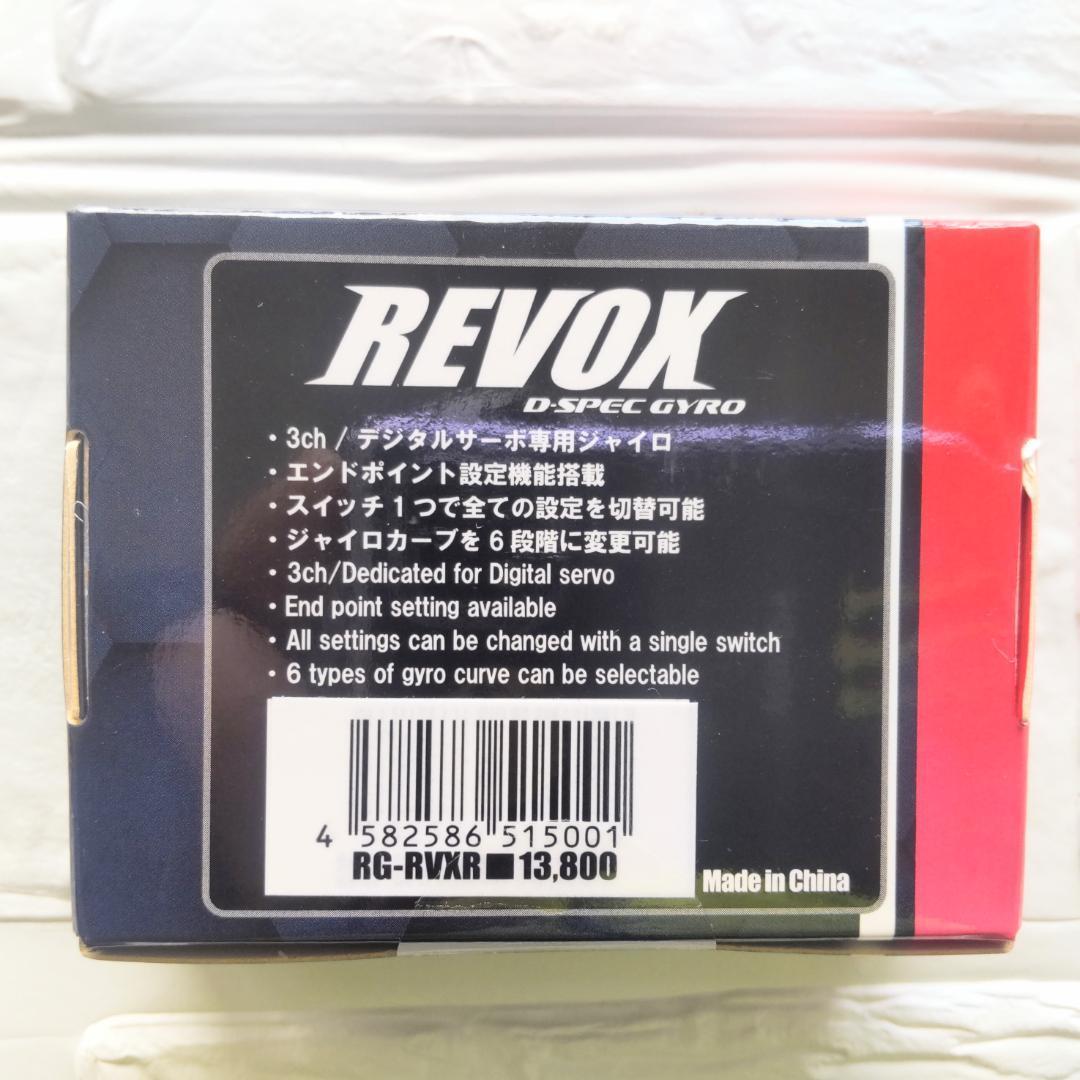 REVOX
D-SPEC GYRO
・3ch / デジタルサーボ専用ジャイロ
・エンドポイント設定機能搭載
・スイッチ1つで全ての設定を切替可能
・ジャイロカーブを6段階に変更可能
・3ch/Dedicated for Digital servo
・End point setting available
・All settings can be changed with a single switch
・6 types of gyro curve can be selectable
4 582586 515001
RG-RVXR■13,800
Made in China